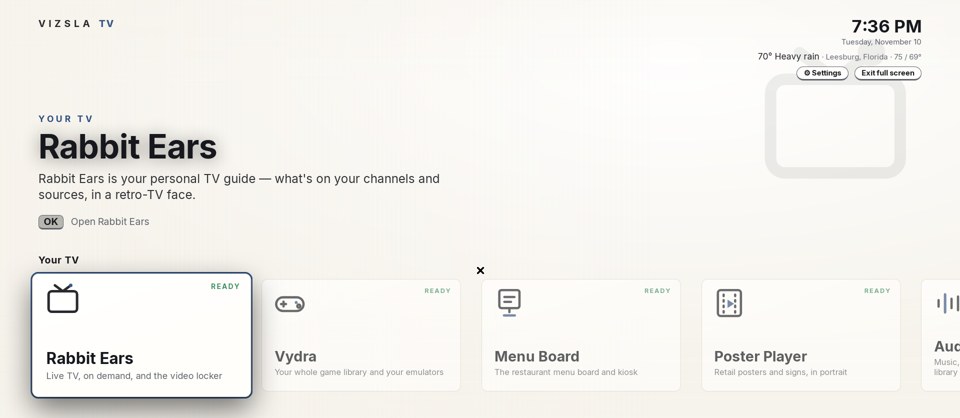 VIZSLA TV
7:36 PM
Tuesday, November 10
70° Heavy rain · Leesburg, Florida · 75 / 69°
⚙ Settings
Exit full screen
YOUR TV
Rabbit Ears
Rabbit Ears is your personal TV guide — what's on your channels and
sources, in a retro-TV face.
OK Open Rabbit Ears
Your TV
READY
Rabbit Ears
Live TV, on demand, and the video locker
READY
Vydra
Your whole game library and your emulators
READY
Menu Board
The restaurant menu board and kiosk
READY
Poster Player
Retail posters and signs, in portrait
Music,
library